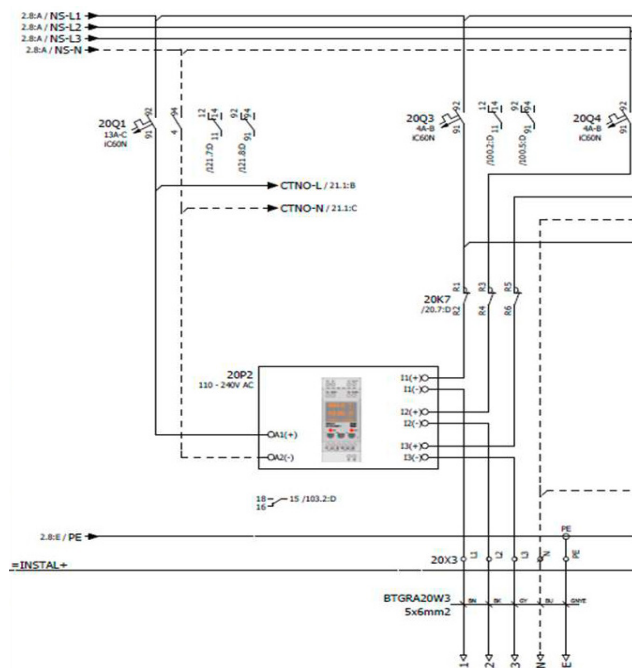 2.8:A / NS-L1
2.8:A / NS-L2
2.8:A / NS-L3
2.8:A / NS-N
20Q1
13A-C
iC60N
91 92
4 94
12 14
11
/121.7:D
92 94
91
/121.8:D
20Q3
4A-B
iC60N
91 92
12 14
11
/100.2:D
92 94
91
/100.5:D
20Q4
4A-B
iC60N
91 92
CTNO-L / 21.1:B
CTNO-N / 21.1:C
20K7
/20.7:D
R1 R3 R5
R2 R4 R6
20P2
110 - 240V AC
I1(+)
I1(-)
I2(+)
I2(-)
I3(+)
I3(-)
A1(+)
A2(-)
18
16
15 /103.2:D
2.8:E / PE
PE
20X3 L1 L2 L3 N PE
=INSTAL+
BTGRA20W3
5x6mm2
BN BK GY BU GNYE
1 2 3 N E